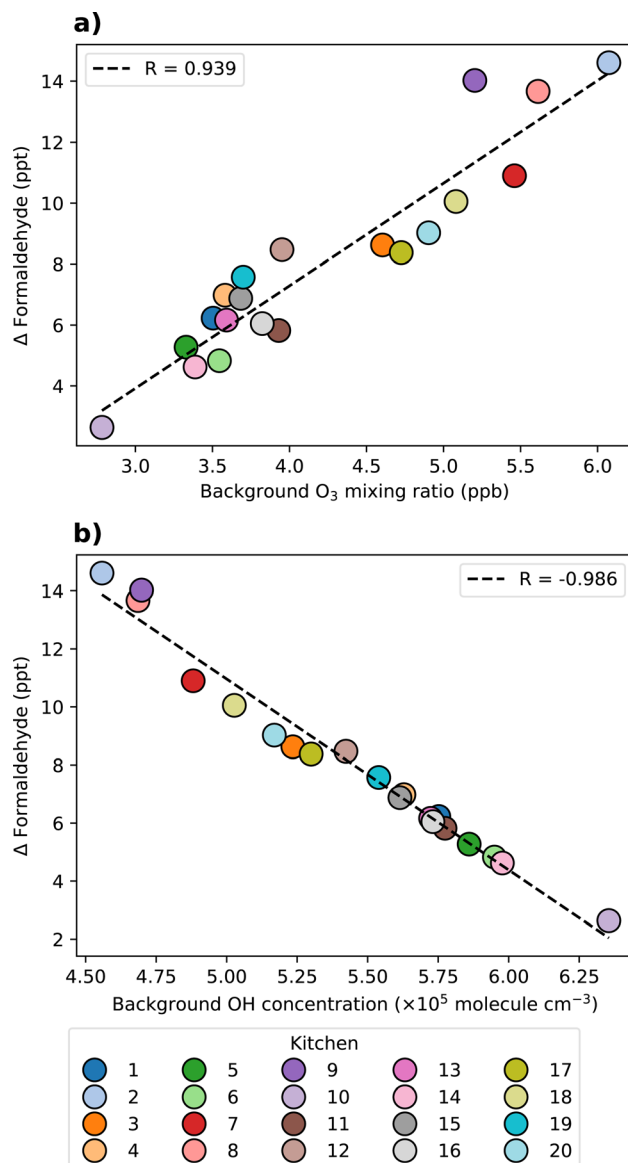 a)
R = 0.939
Δ Formaldehyde (ppt)
14
12
10
8
6
4
3.0 3.5 4.0 4.5 5.0 5.5 6.0
Background O₃ mixing ratio (ppb)
b)
R = -0.986
Δ Formaldehyde (ppt)
14
12
10
8
6
4
2
4.50 4.75 5.00 5.25 5.50 5.75 6.00 6.25
Background OH concentration (×10⁵ molecule cm⁻³)
Kitchen
1 5 9 13 17
2 6 10 14 18
3 7 11 15 19
4 8 12 16 20